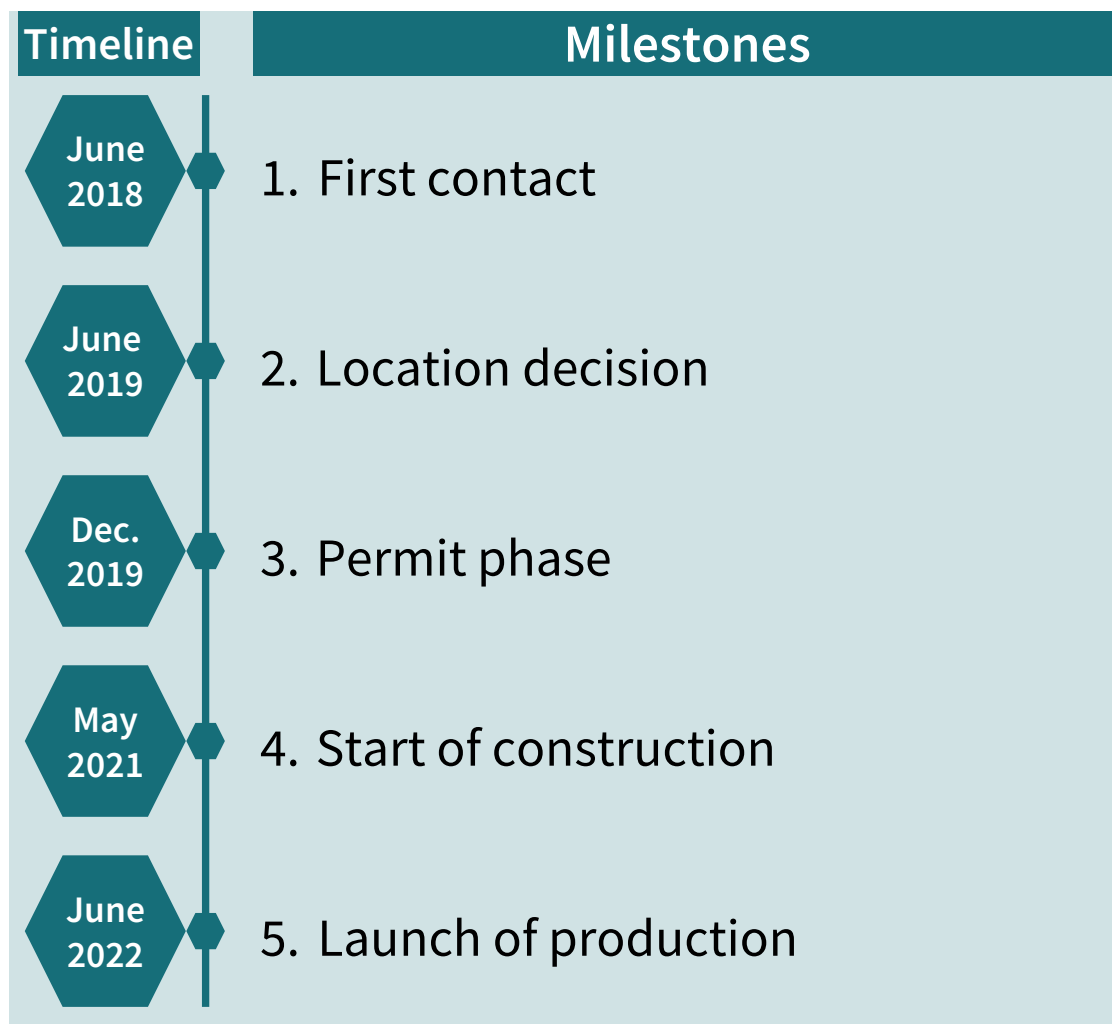 Timeline
Milestones
June
2018
1. First contact
June
2019
2. Location decision
Dec.
2019
3. Permit phase
May
2021
4. Start of construction
June
2022
5. Launch of production